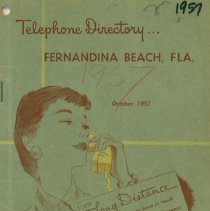 1957
Telephone Directory...
FERNANDINA BEACH, FLA.
1957
October 1957
Long Distance